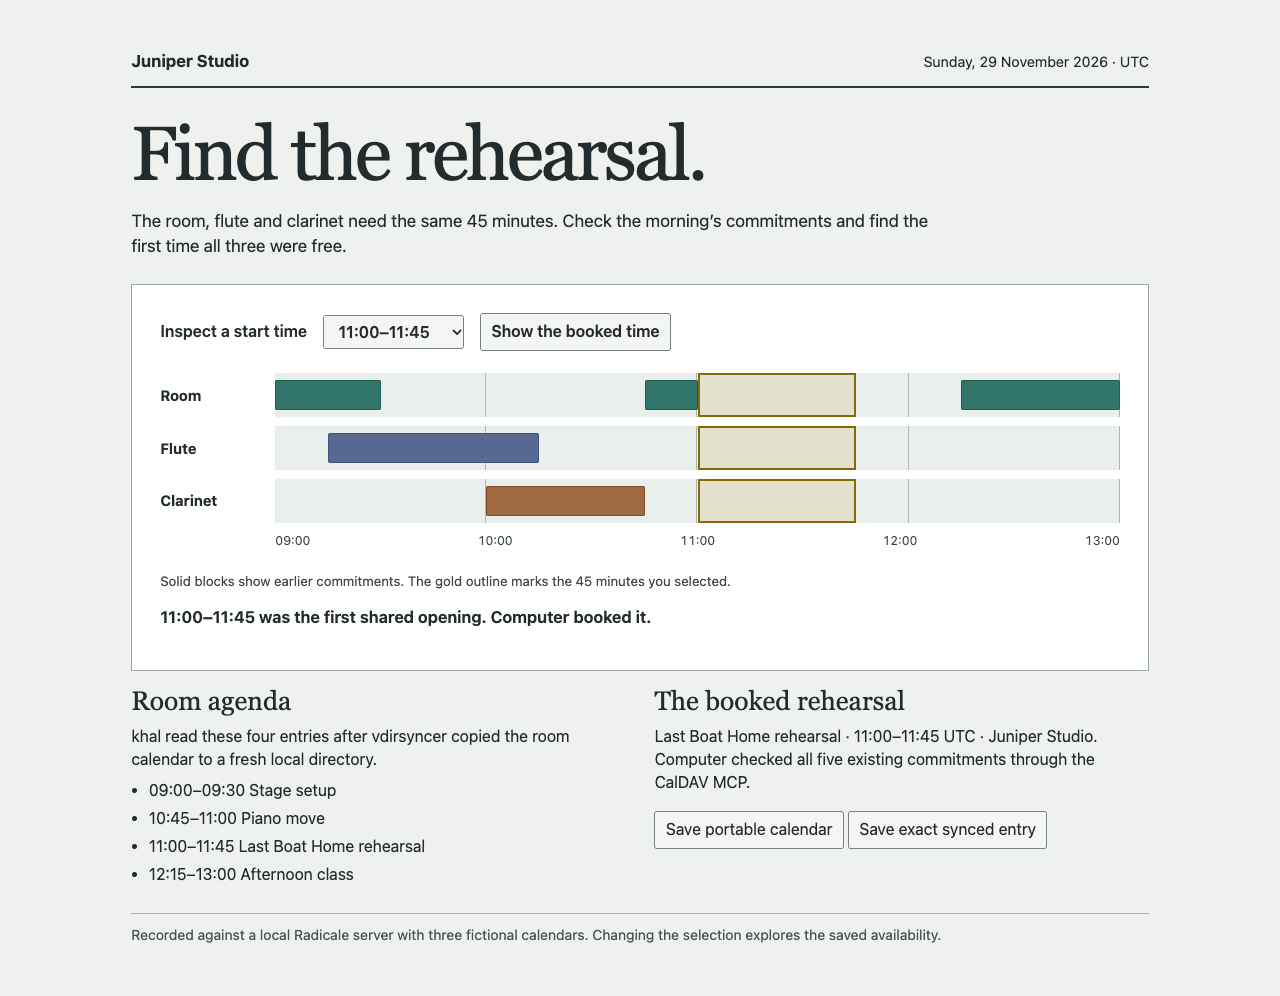 Juniper Studio
Sunday, 29 November 2026 · UTC
Find the rehearsal.
The room, flute and clarinet need the same 45 minutes. Check the morning’s commitments and find the
first time all three were free.
Inspect a start time
11:00–11:45
Show the booked time
Room
Flute
Clarinet
09:00
10:00
11:00
12:00
13:00
Solid blocks show earlier commitments. The gold outline marks the 45 minutes you selected.
11:00–11:45 was the first shared opening. Computer booked it.
Room agenda
khal read these four entries after vdirsyncer copied the room
calendar to a fresh local directory.
• 09:00–09:30 Stage setup
• 10:45–11:00 Piano move
• 11:00–11:45 Last Boat Home rehearsal
• 12:15–13:00 Afternoon class
The booked rehearsal
Last Boat Home rehearsal · 11:00–11:45 UTC · Juniper Studio.
Computer checked all five existing commitments through the
CalDAV MCP.
Save portable calendar
Save exact synced entry
Recorded against a local Radicale server with three fictional calendars. Changing the selection explores the saved availability.